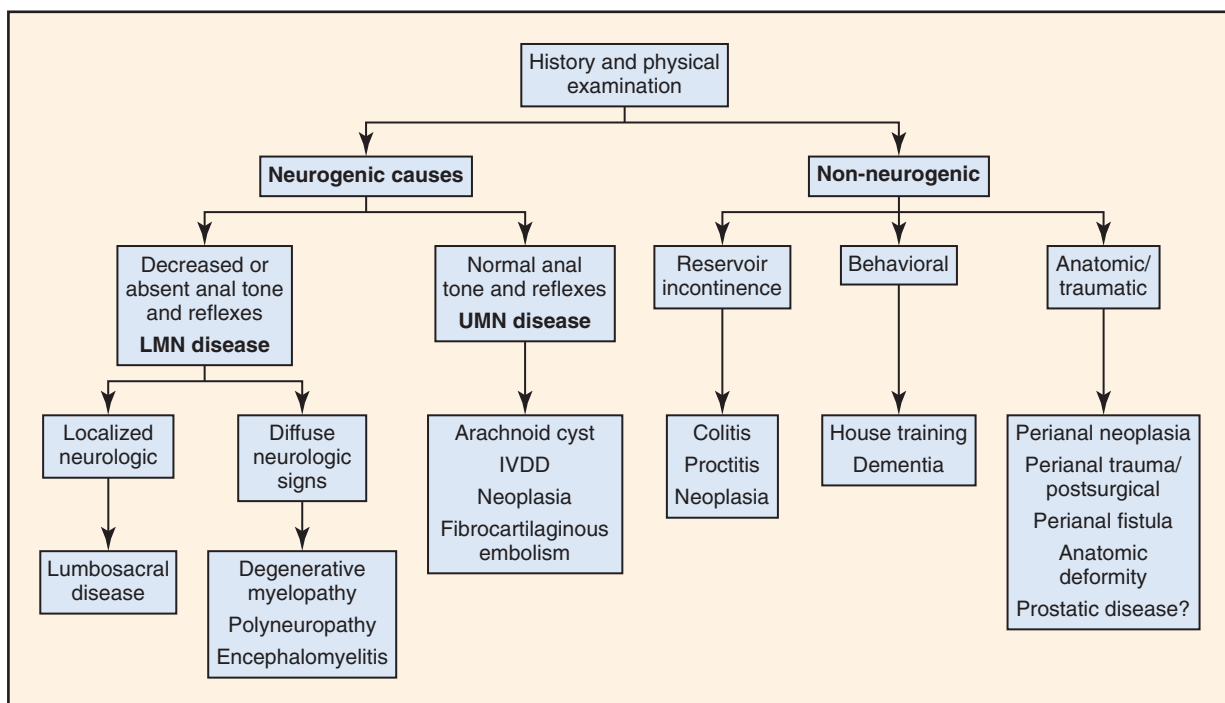 History and physical
examination
Neurogenic causes
Non-neurogenic
Decreased or
absent anal tone
and reflexes
LMN disease
Normal anal
tone and reflexes
UMN disease
Reservoir
incontinence
Behavioral
Anatomic/
traumatic
Localized
neurologic
Diffuse
neurologic
signs
Arachnoid cyst
IVDD
Neoplasia
Fibrocartilaginous
embolism
Colitis
Proctitis
Neoplasia
House training
Dementia
Perianal neoplasia
Perianal trauma/
postsurgical
Perianal fistula
Anatomic
deformity
Prostatic disease?
Lumbosacral
disease
Degenerative
myelopathy
Polyneuropathy
Encephalomyelitis